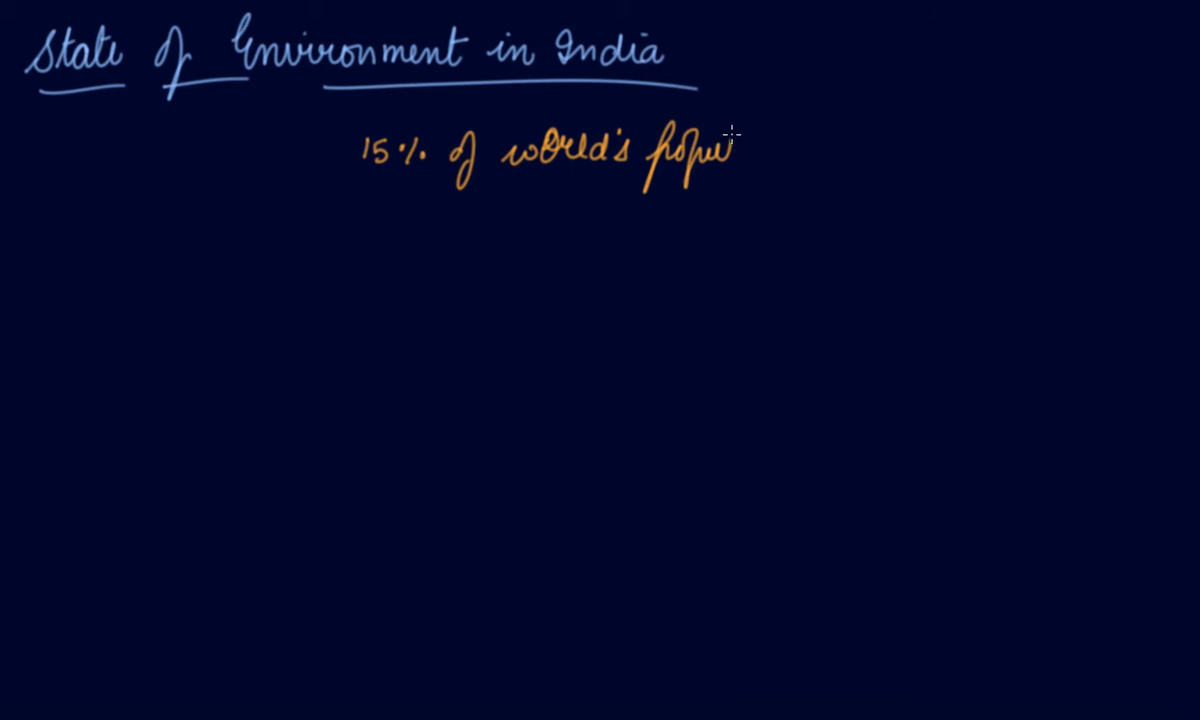 State of Environment in India
15% of world's popu